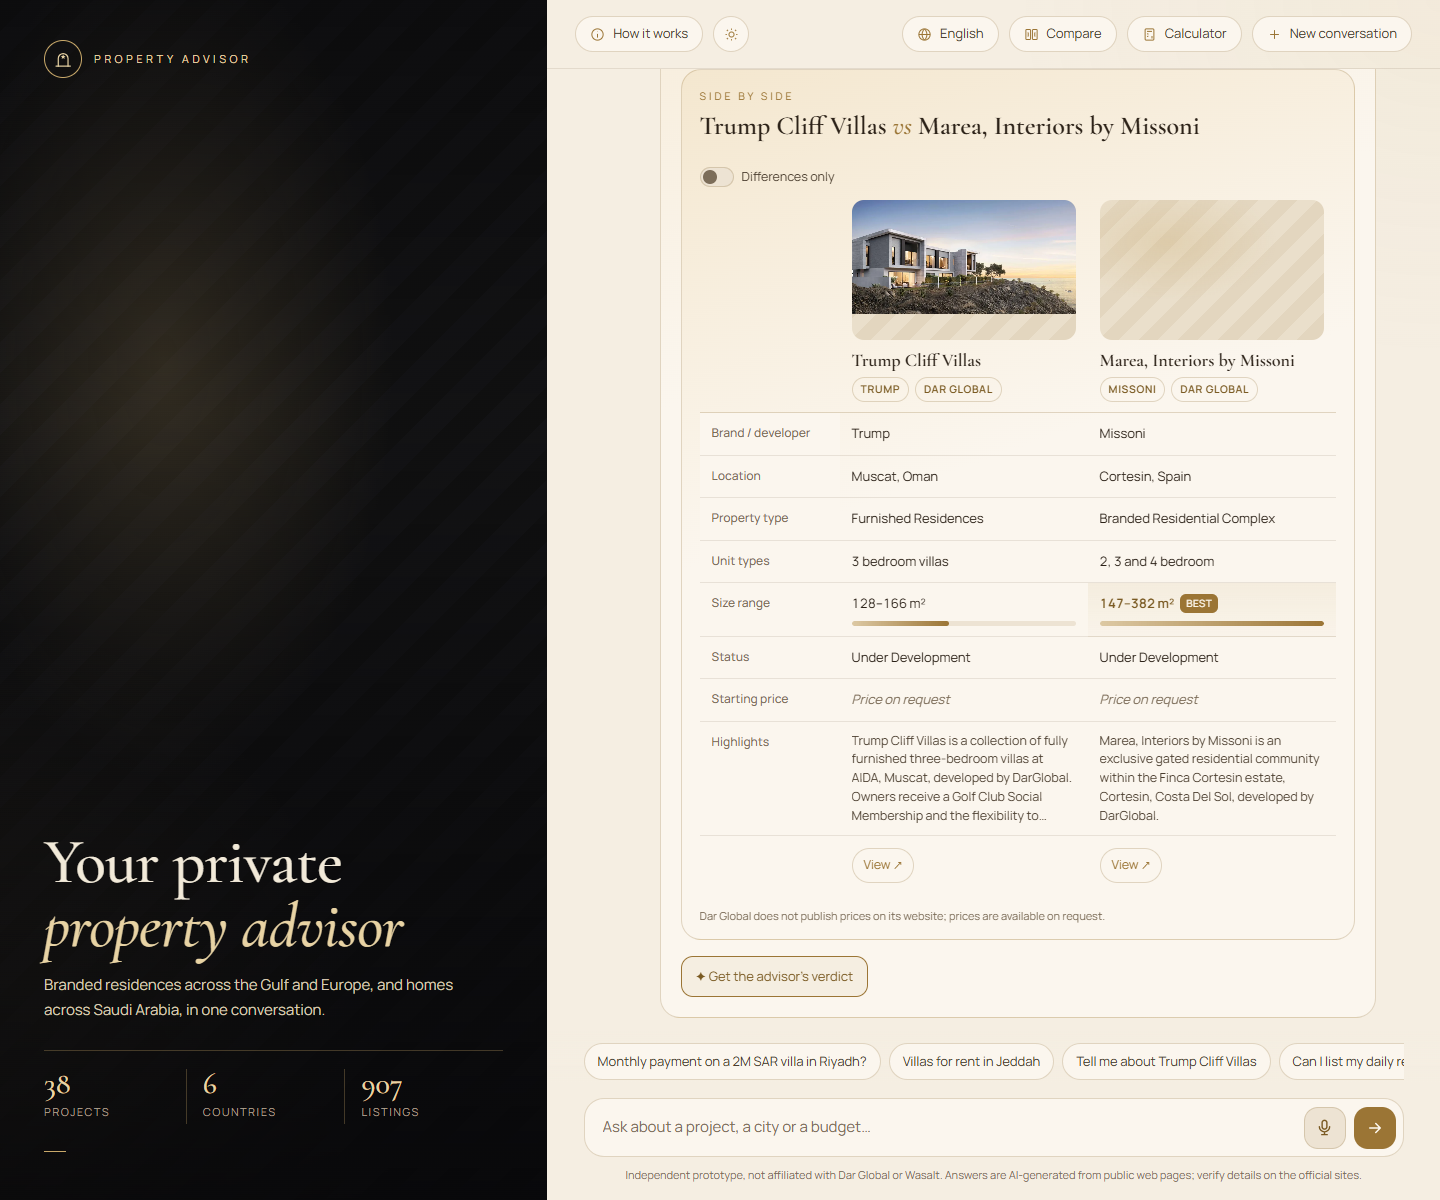 PROPERTY ADVISOR
Your private
property advisor
Branded residences across the Gulf and Europe, and homes
across Saudi Arabia, in one conversation.
38
PROJECTS
6
COUNTRIES
907
LISTINGS
How it works
English
Compare
Calculator
New conversation
SIDE BY SIDE
Trump Cliff Villas vs Marea, Interiors by Missoni
Differences only
Trump Cliff Villas
TRUMP DAR GLOBAL
Marea, Interiors by Missoni
MISSONI DAR GLOBAL
Brand / developer Trump Missoni
Location Muscat, Oman Cortesin, Spain
Property type Furnished Residences Branded Residential Complex
Unit types 3 bedroom villas 2, 3 and 4 bedroom
Size range 128–166 m² 147–382 m² BEST
Status Under Development Under Development
Starting price Price on request Price on request
Highlights
Trump Cliff Villas is a collection of fully
furnished three-bedroom villas at
AIDA, Muscat, developed by DarGlobal.
Owners receive a Golf Club Social
Membership and the flexibility to...
Marea, Interiors by Missoni is an
exclusive gated residential community
within the Finca Cortesin estate,
Cortesin, Costa Del Sol, developed by
DarGlobal.
View ↗ View ↗
Dar Global does not publish prices on its website; prices are available on request.
✦ Get the advisor's verdict
Monthly payment on a 2M SAR villa in Riyadh?
Villas for rent in Jeddah
Tell me about Trump Cliff Villas
Can I list my daily re
Ask about a project, a city or a budget...
Independent prototype, not affiliated with Dar Global or Wasalt. Answers are AI-generated from public web pages; verify details on the official sites.